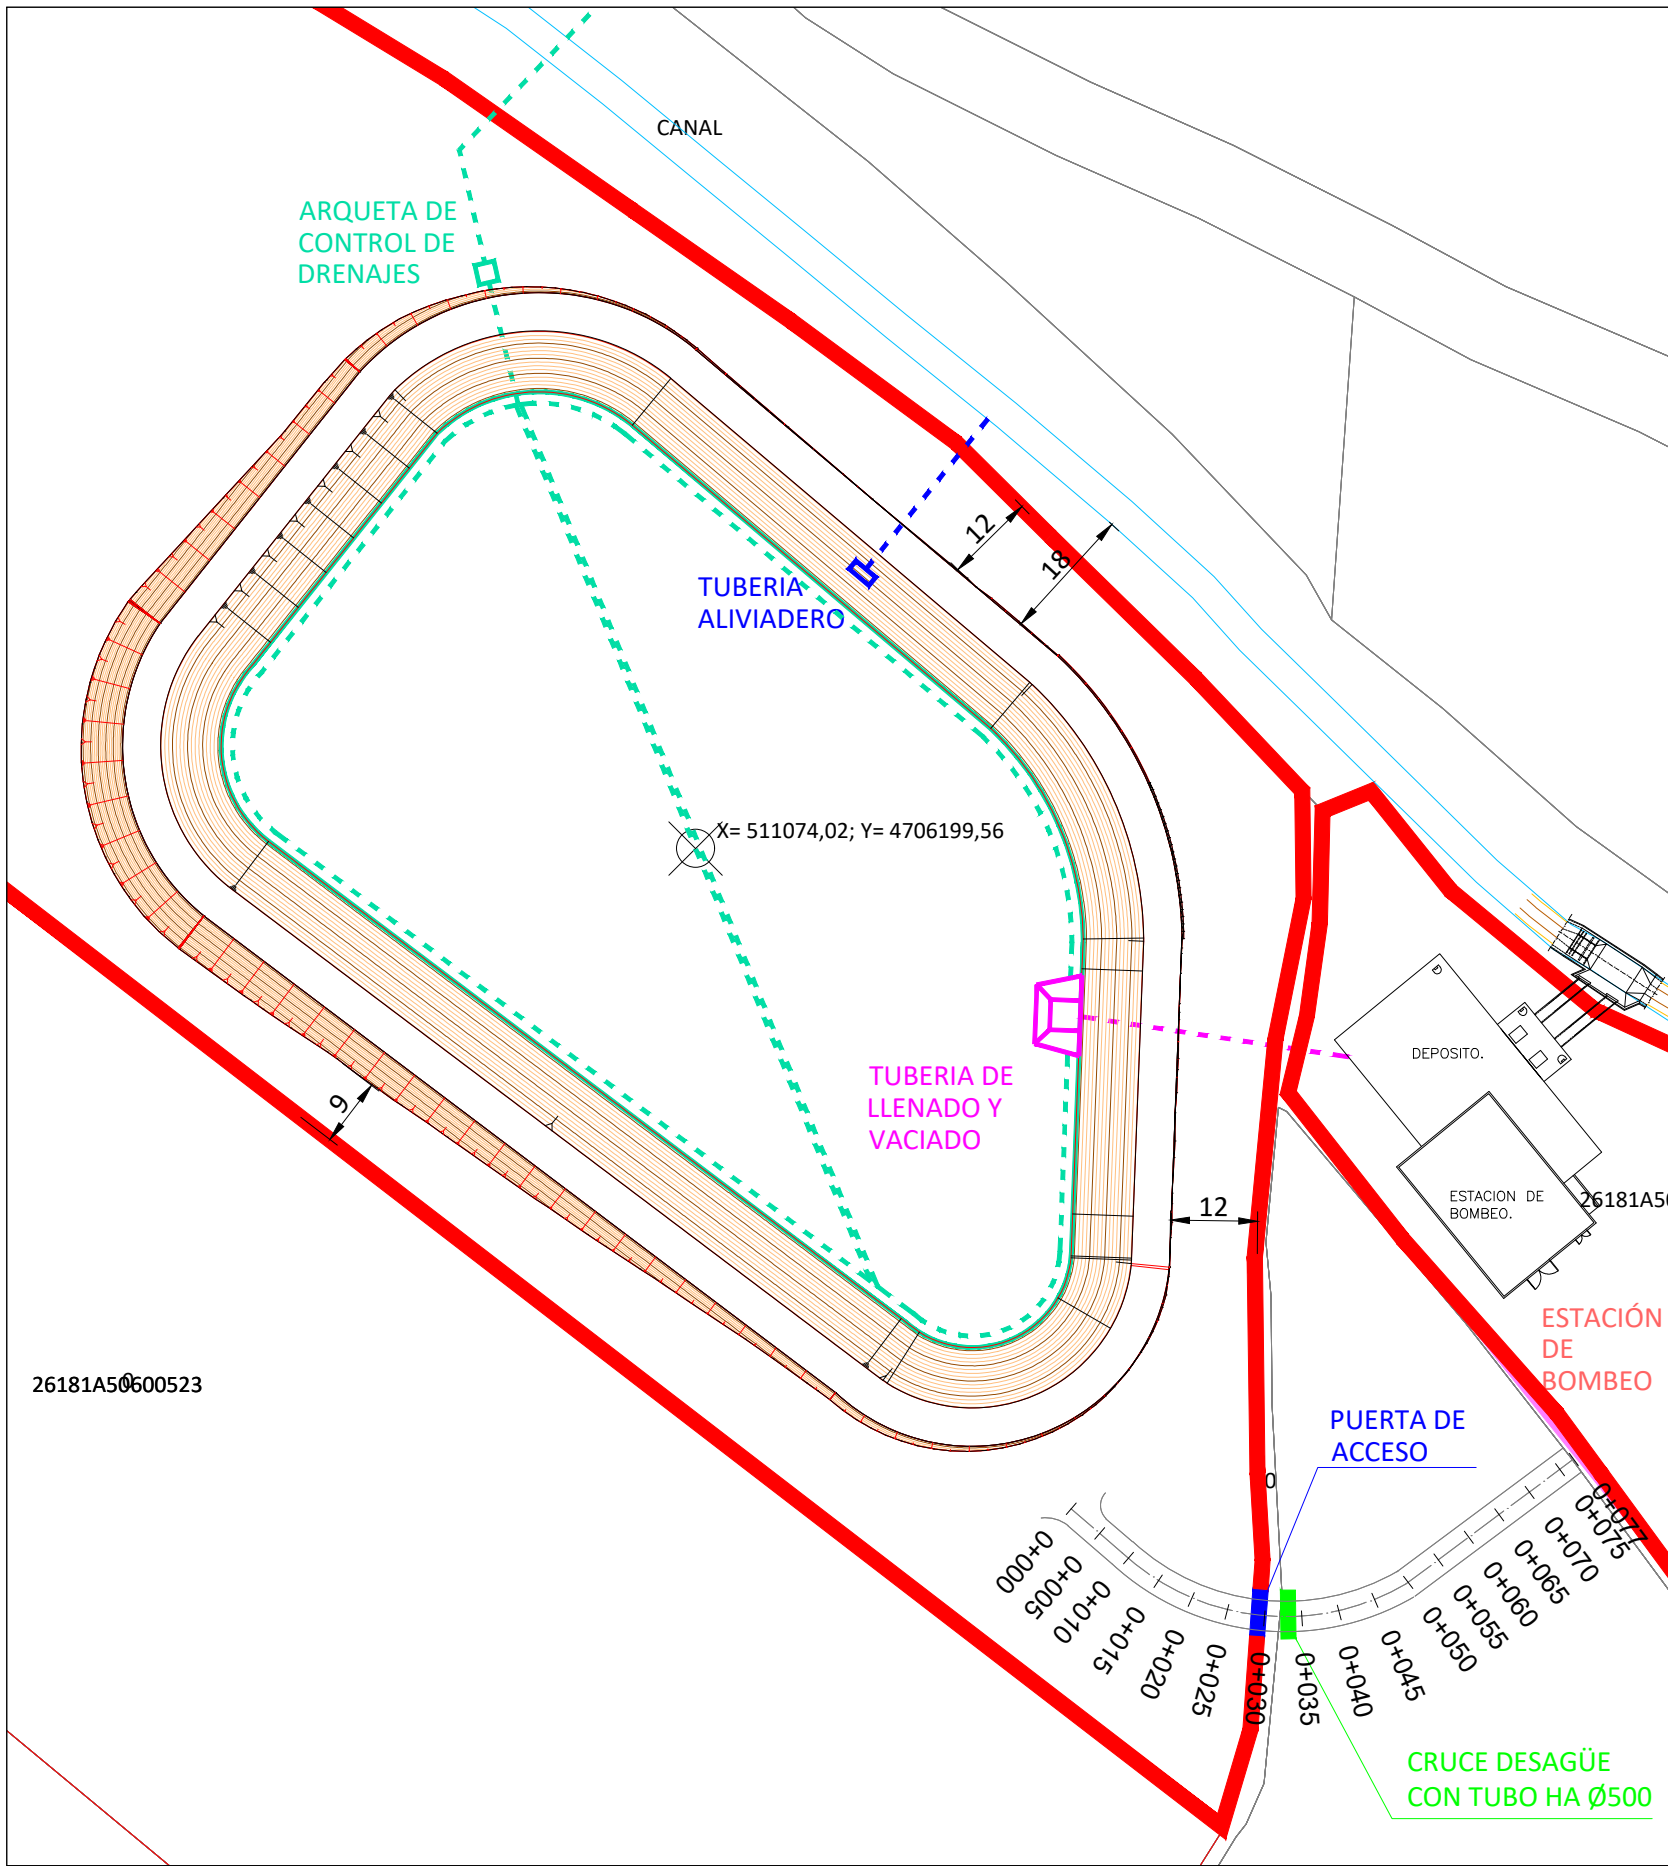 CANAL
ARQUETA DE
CONTROL DE
DRENAJES
12
18
TUBERIA
ALIVIADERO
X= 511074,02; Y= 4706199,56
DEPOSITO.
TUBERIA DE
LLENADO Y
VACIADO
9
12
ESTACION DE
BOMBEO.
26181A50
ESTACIÓN
DE
BOMBEO
26181A50600523
0
PUERTA DE
ACCESO
0
0+000
0+005
0+010
0+015
0+020
0+025
0+030
0+035
0+040
0+045
0+050
0+055
0+060
0+065
0+070
0+075
0+077
CRUCE DESAGÜE
CON TUBO HA Ø500